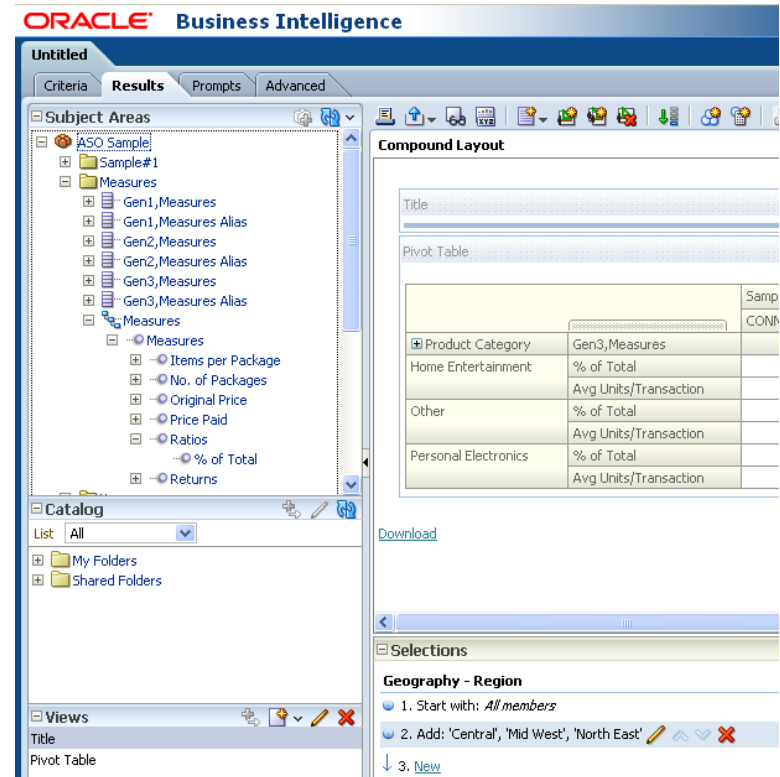 ORACLE Business Intelligence
Untitled
Criteria Results Prompts Advanced
Subject Areas
ASO Sample
Sample#1
Measures
Gen1,Measures
Gen1,Measures Alias
Gen2,Measures
Gen2,Measures Alias
Gen3,Measures
Gen3,Measures Alias
Measures
Measures
Items per Package
No. of Packages
Original Price
Price Paid
Ratios
% of Total
Returns
Catalog
List All
My Folders
Shared Folders
Views
Title
Pivot Table
Compound Layout
Title
Pivot Table
Samp
CONN
Product Category Gen3,Measures
Home Entertainment % of Total
Avg Units/Transaction
Other % of Total
Avg Units/Transaction
Personal Electronics % of Total
Avg Units/Transaction
Download
Selections
Geography - Region
1. Start with: All members
2. Add: 'Central', 'Mid West', 'North East'
3. New